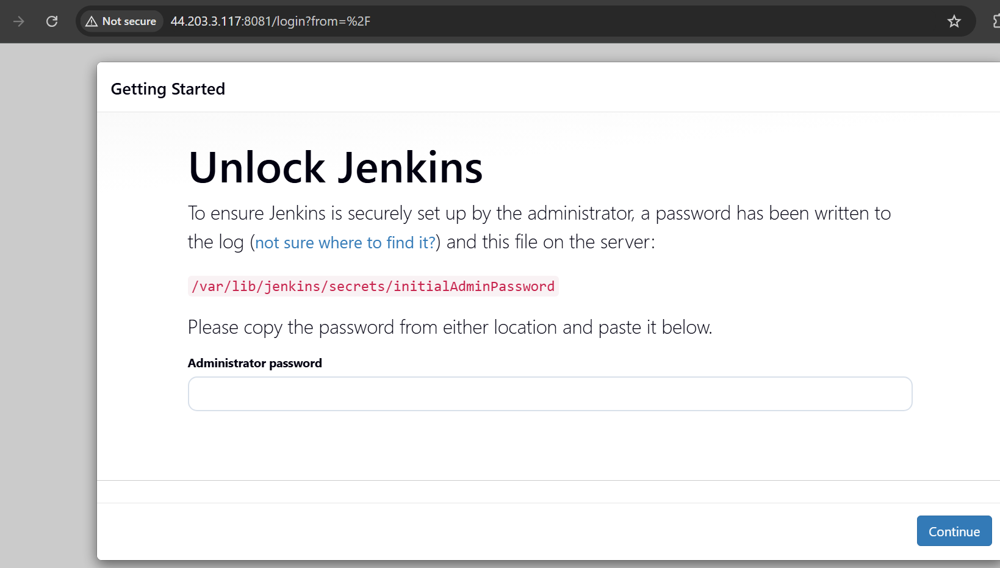 Not secure 44.203.3.117:8081/login?from=%2F
Getting Started
Unlock Jenkins
To ensure Jenkins is securely set up by the administrator, a password has been written to
the log (not sure where to find it?) and this file on the server:
/var/lib/jenkins/secrets/initialAdminPassword
Please copy the password from either location and paste it below.
Administrator password
Continue